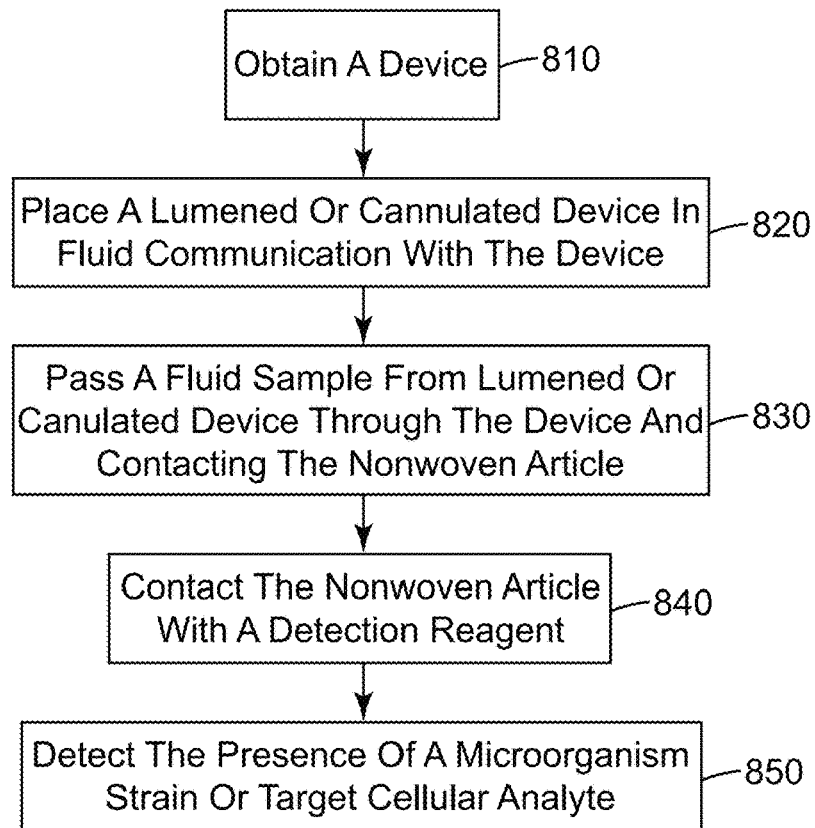 Obtain A Device
810
Place A Lumened Or Cannulated Device In
Fluid Communication With The Device
820
Pass A Fluid Sample From Lumened Or
Canulated Device Through The Device And
Contacting The Nonwoven Article
830
Contact The Nonwoven Article
With A Detection Reagent
840
Detect The Presence Of A Microorganism
Strain Or Target Cellular Analyte
850